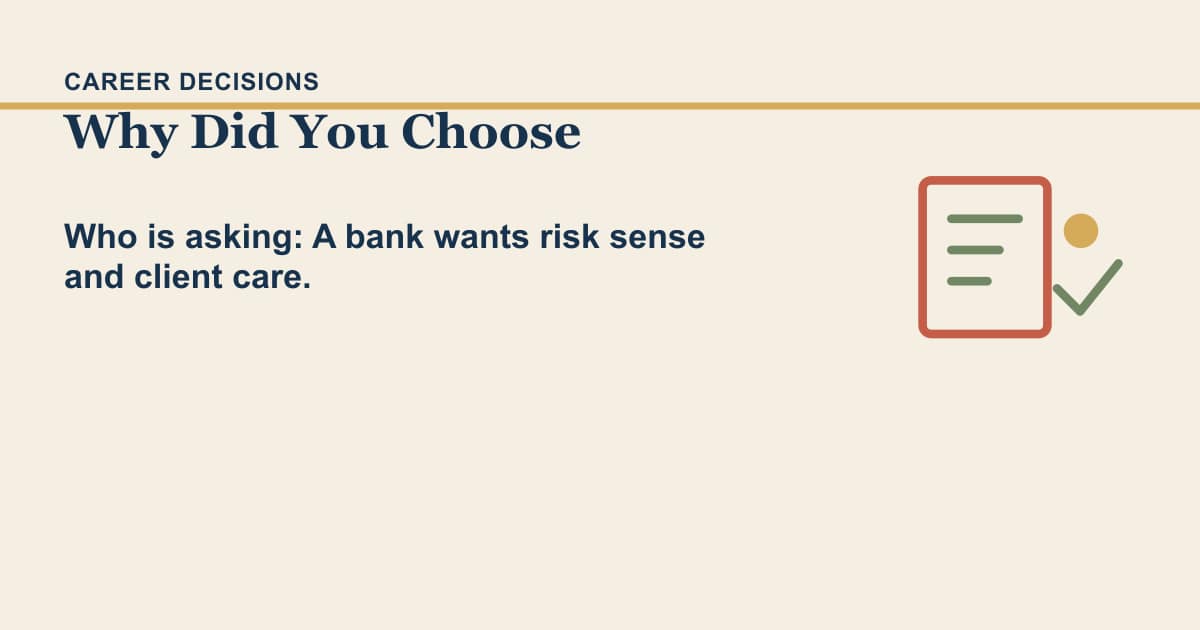 CAREER DECISIONS
Why Did You Choose
Who is asking: A bank wants risk sense
and client care.